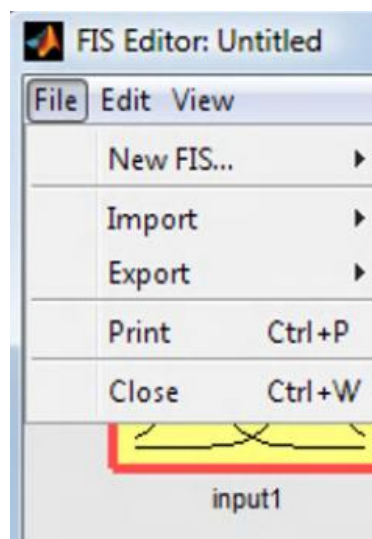 FIS Editor: Untitled
File Edit View
New FIS...
Import
Export
Print Ctrl+P
Close Ctrl+W
input1